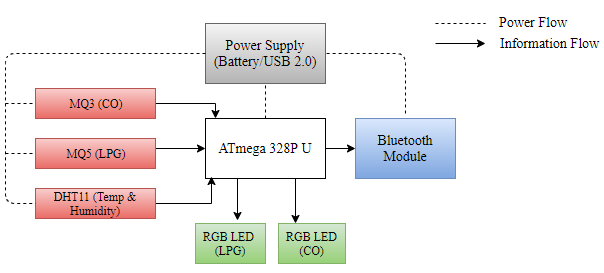 Power Flow
Information Flow
Power Supply
(Battery/USB 2.0)
MQ3 (CO)
MQ5 (LPG)
DHT11 (Temp &
Humidity)
ATmega 328P U
Bluetooth
Module
RGB LED
(LPG)
RGB LED
(CO)